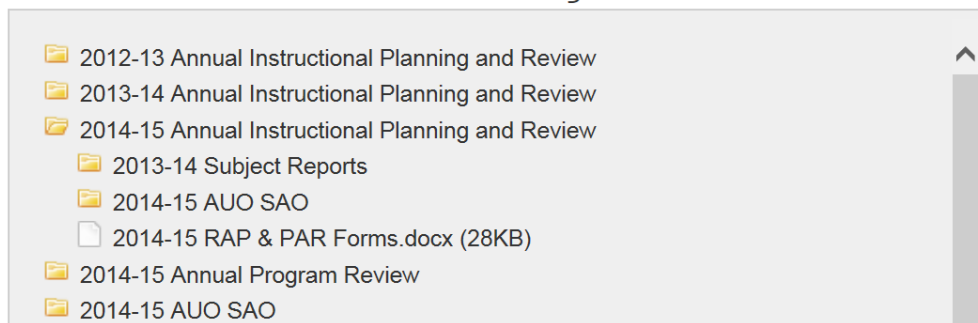 2012-13 Annual Instructional Planning and Review
2013-14 Annual Instructional Planning and Review
2014-15 Annual Instructional Planning and Review
2013-14 Subject Reports
2014-15 AUO SAO
2014-15 RAP & PAR Forms.docx (28KB)
2014-15 Annual Program Review
2014-15 AUO SAO